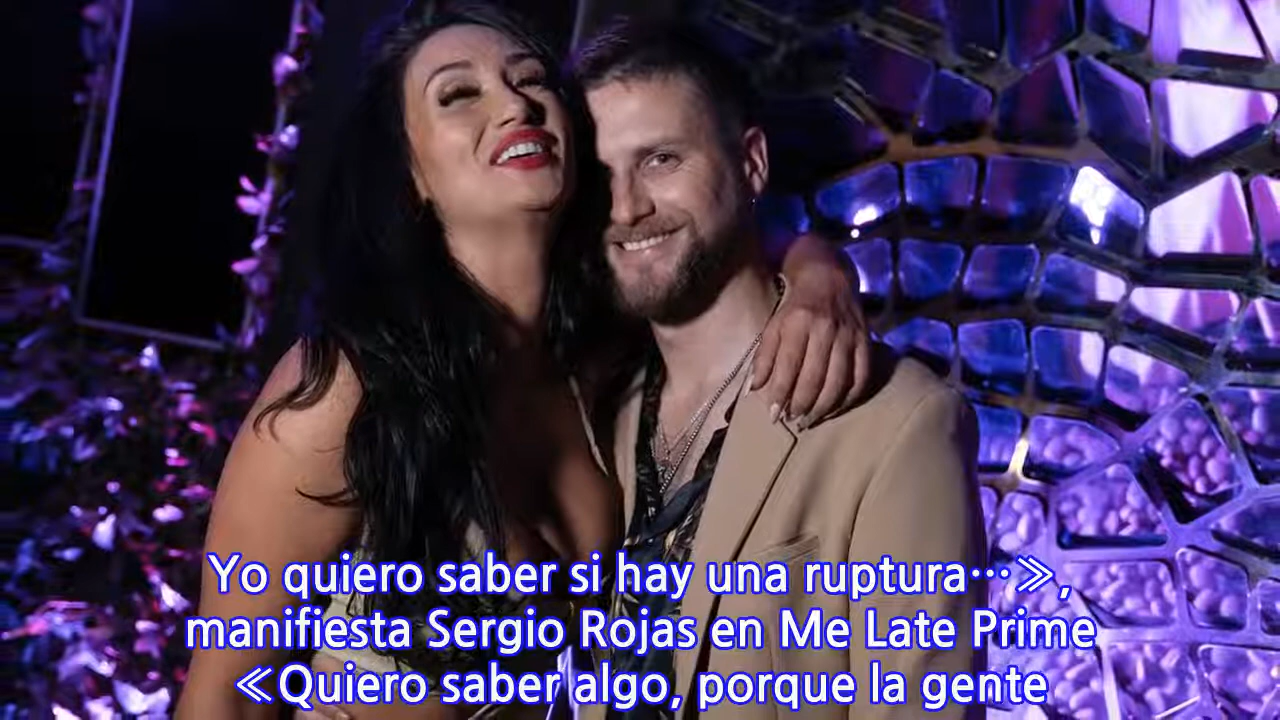 Yo quiero saber si hay una ruptura…≫,
manifiesta Sergio Rojas en Me Late Prime
≪Quiero saber algo, porque la gente